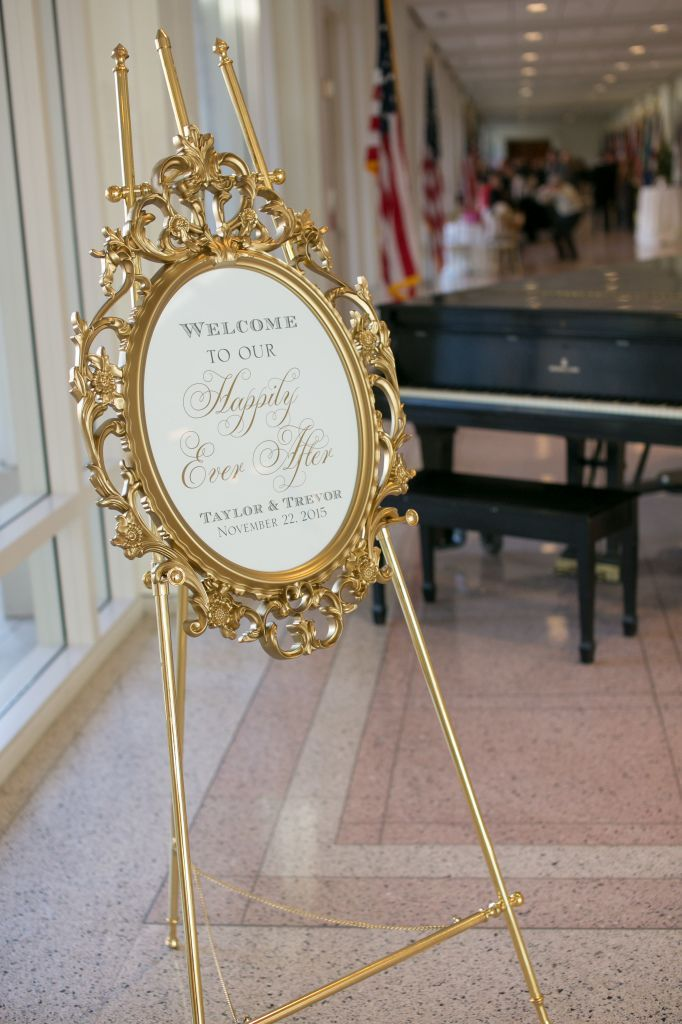 WELCOME
TO OUR
Happily
Ever After
TAYLOR & TREVOR
NOVEMBER 22, 2015